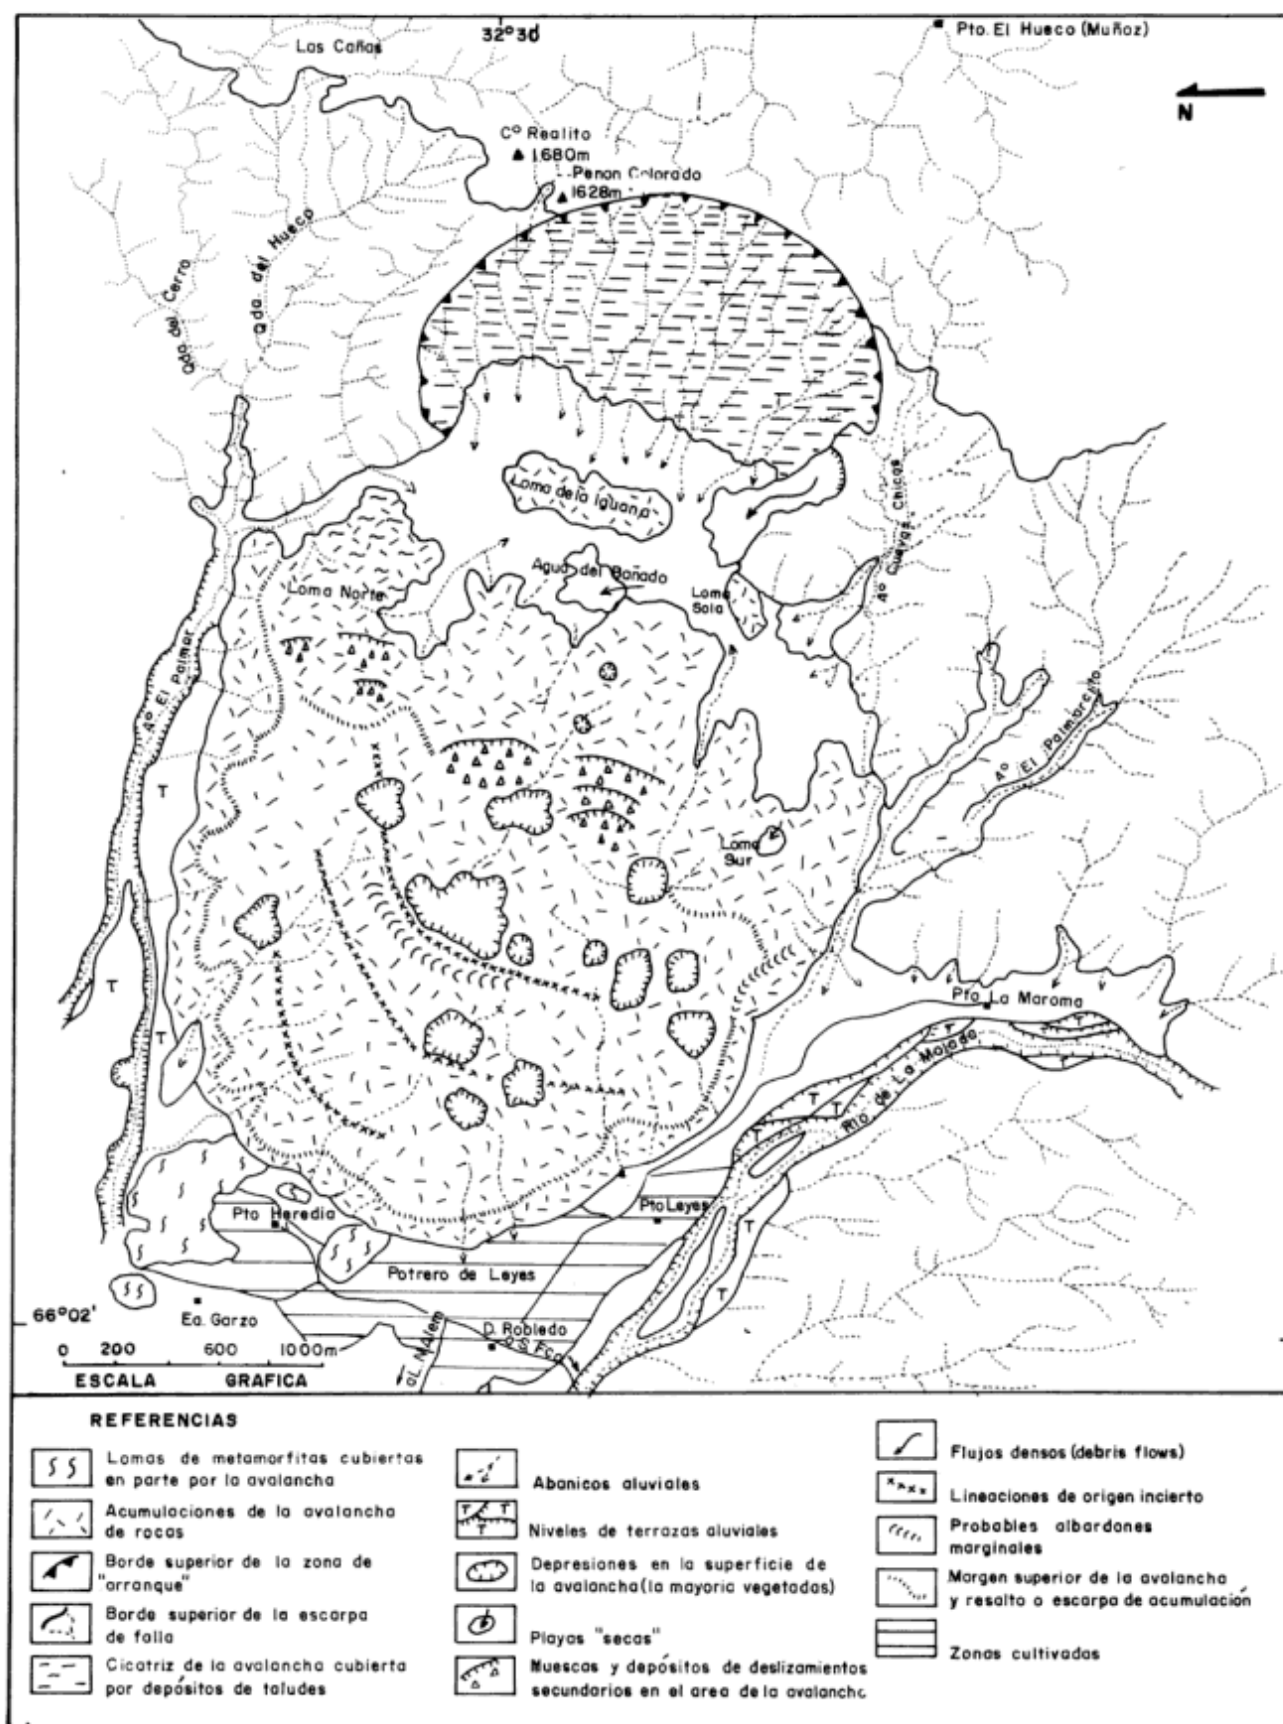 Las Cañas
32°30'
Pto. El Hueco (Muñoz)
N
C° Realito
1680m
Penon Colorado
1628m
Qda. del Cerro
Qda. del Hueco
Loma de la Iguana
Agua del Bañado
Loma Norte
Loma
Sola
A° Cuevas Chicas
A° El Palmar
A° El Palmarcito
T
T
T
Loma
Sur
Pto La Maroma
T
T
Rio de La Majada
T
T
T
T
T
Pto Heredia
Pto Leyes
Potrero de Leyes
66°02'
Ea. Garzo
D. Robledo
a S. Fco.
a L. N. Alem
0 200 600 1000m
ESCALA GRAFICA
REFERENCIAS
Lomas de metamorfitas cubiertas
en parte por la avalancha
Acumulaciones de la avalancha
de rocas
Borde superior de la zona de
"arranque"
Borde superior de la escarpa
de falla
Cicatriz de la avalancha cubierta
por depósitos de taludes
Abanicos aluviales
T T
T
Niveles de terrazas aluviales
Depresiones en la superficie de
la avalancha (la mayoria vegetadas)
Playas "secas"
Muescas y depósitos de deslizamientos
secundarios en el area de la avalancha
Flujos densos (debris flows)
Lineaciones de origen incierto
Probables albardones
marginales
Margen superior de la avalancha
y resalto o escarpa de acumulación
Zonas cultivadas